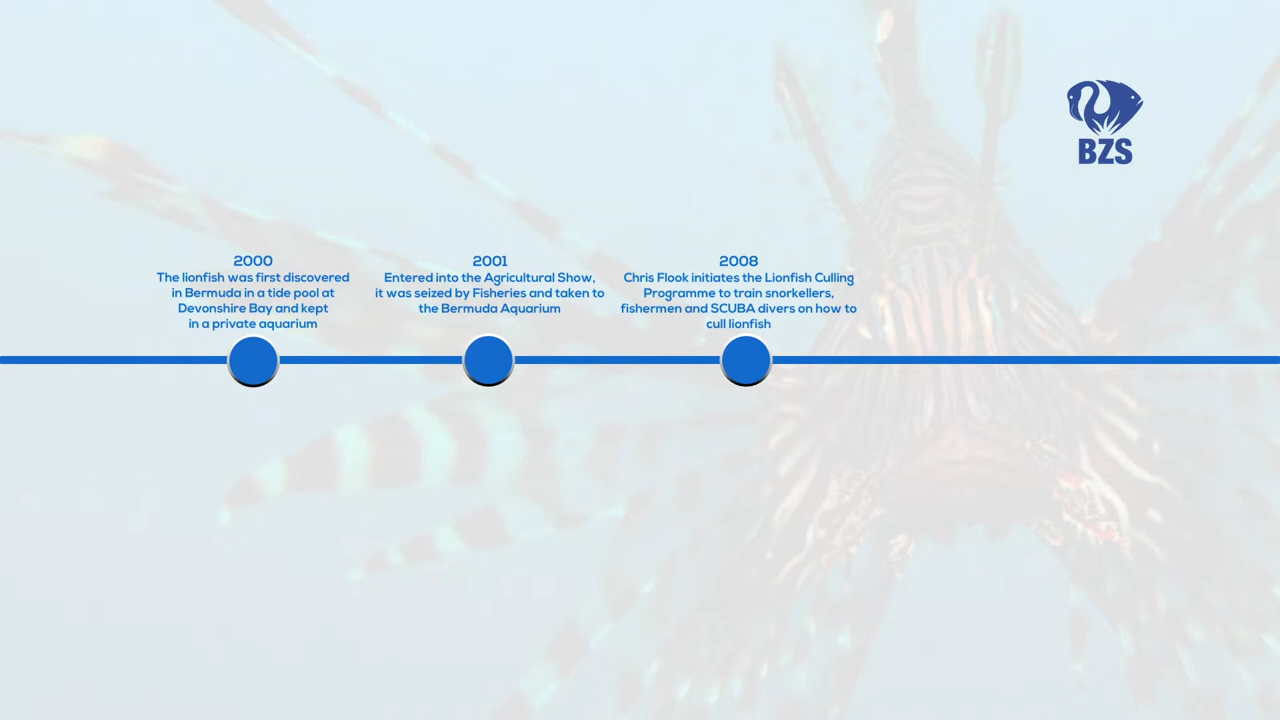 BZS
2000
The lionfish was first discovered
in Bermuda in a tide pool at
Devonshire Bay and kept
in a private aquarium
2001
Entered into the Agricultural Show,
it was seized by Fisheries and taken to
the Bermuda Aquarium
2008
Chris Flook initiates the Lionfish Culling
Programme to train snorkellers,
fishermen and SCUBA divers on how to
cull lionfish